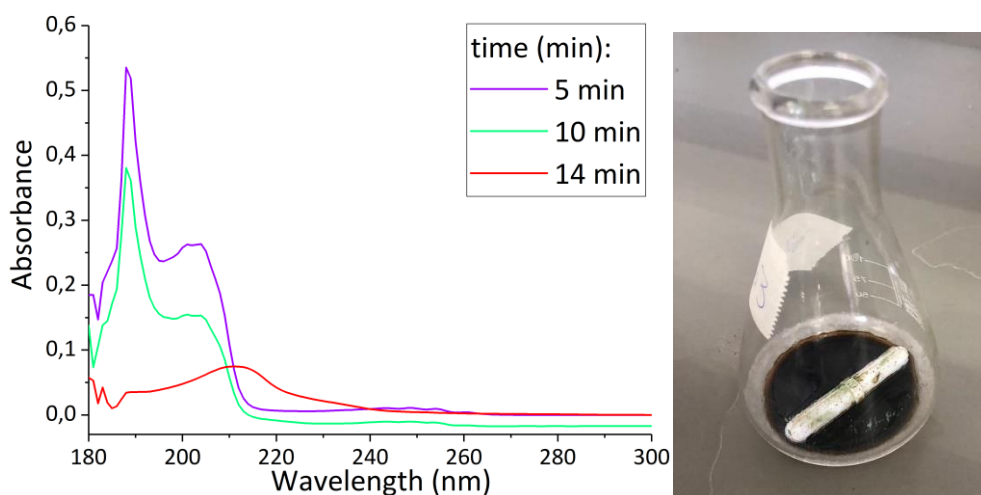 0,6
0,5
0,4
0,3
0,2
0,1
0,0
Absorbance
180 200 220 240 260 280 300
Wavelength (nm)
time (min):
5 min
10 min
14 min